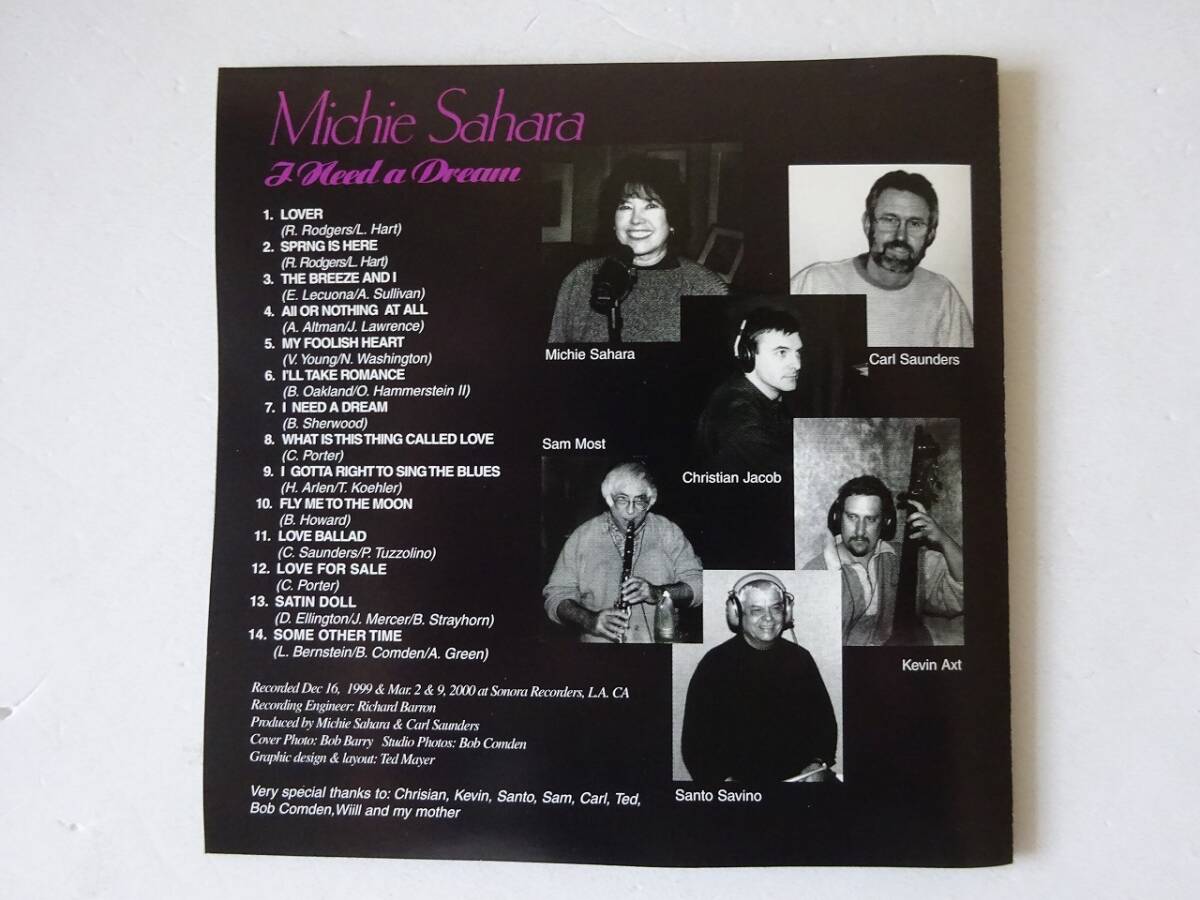 Michie Sahara
I Need a Dream
1. LOVER
(R. Rodgers/L. Hart)
2. SPRNG IS HERE
(R. Rodgers/L. Hart)
3. THE BREEZE AND I
(E. Lecuona/A. Sullivan)
4. All OR NOTHING AT ALL
(A. Altman/J. Lawrence)
5. MY FOOLISH HEART
(V. Young/N. Washington)
6. I'LL TAKE ROMANCE
(B. Oakland/O. Hammerstein II)
7. I NEED A DREAM
(B. Sherwood)
8. WHAT IS THIS THING CALLED LOVE
(C. Porter)
9. I GOTTA RIGHT TO SING THE BLUES
(H. Arlen/T. Koehler)
10. FLY ME TO THE MOON
(B. Howard)
11. LOVE BALLAD
(C. Saunders/P. Tuzzolino)
12. LOVE FOR SALE
(C. Porter)
13. SATIN DOLL
(D. Ellington/J. Mercer/B. Strayhorn)
14. SOME OTHER TIME
(L. Bernstein/B. Comden/A. Green)
Recorded Dec 16, 1999 & Mar. 2 & 9, 2000 at Sonora Recorders, L.A. CA
Recording Engineer: Richard Barron
Produced by Michie Sahara & Carl Saunders
Cover Photo: Bob Barry Studio Photos: Bob Comden
Graphic design & layout: Ted Mayer
Very special thanks to: Chrisian, Kevin, Santo, Sam, Carl, Ted,
Bob Comden,Wiill and my mother
Michie Sahara
Carl Saunders
Sam Most
Christian Jacob
Kevin Axt
Santo Savino